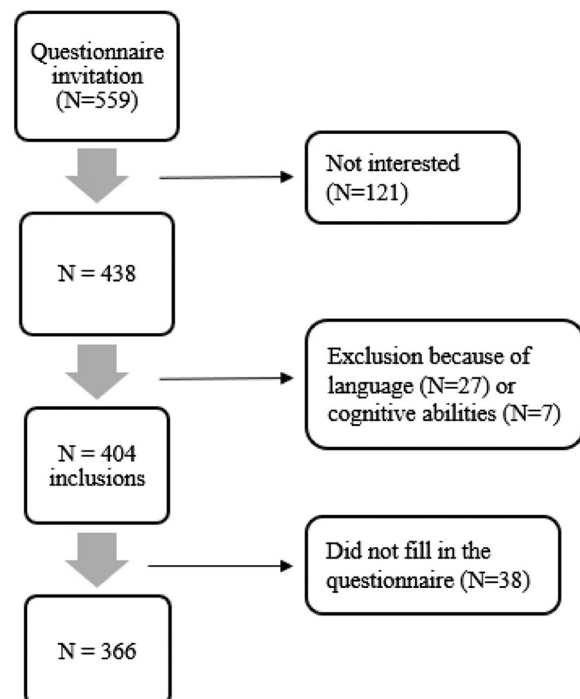 Questionnaire
invitation
(N=559)
Not interested
(N=121)
N = 438
Exclusion because of
language (N=27) or
cognitive abilities (N=7)
N = 404
inclusions
Did not fill in the
questionnaire (N=38)
N = 366